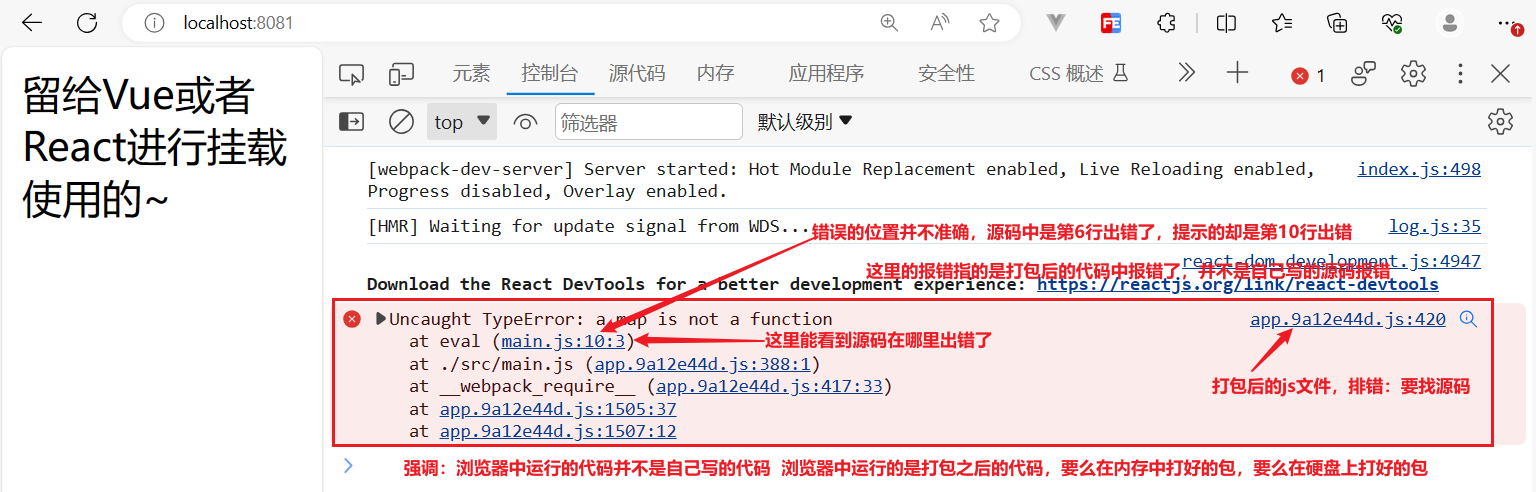 localhost:8081
留给Vue或者
React进行挂载
使用的~
元素 控制台 源代码 内存 应用程序 安全性 CSS 概述 1
top 筛选器 默认级别
[webpack-dev-server] Server started: Hot Module Replacement enabled, Live Reloading enabled, index.js:498
Progress disabled, Overlay enabled.
[HMR] Waiting for update signal from WDS... log.js:35
错误的位置并不准确，源码中是第6行出错了，提示的却是第10行出错
react-dom.development.js:4947
这里的报错指的是打包后的代码中报错了，并不是自己写的源码报错
Download the React DevTools for a better development experience: https://reactjs.org/link/react-devtools
Uncaught TypeError: a.map is not a function app.9a12e44d.js:420
at eval (main.js:10:3)
这里能看到源码在哪里出错了
at ./src/main.js (app.9a12e44d.js:388:1)
at __webpack_require__ (app.9a12e44d.js:417:33)
打包后的js文件，排错：要找源码
at app.9a12e44d.js:1505:37
at app.9a12e44d.js:1507:12
强调：浏览器中运行的代码并不是自己写的代码 浏览器中运行的是打包之后的代码，要么在内存中打好的包，要么在硬盘上打好的包